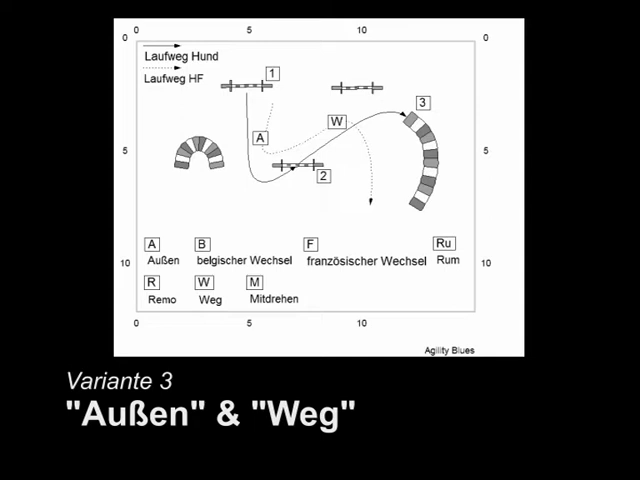 0 5 10
0 0
Laufweg Hund
Laufweg HF
1
3
A
W
5 5
2
A B F Ru
Außen belgischer Wechsel französischer Wechsel Rum
10 10
R W M
Remo Weg Mitdrehen
0 5 10
Agility Blues
Variante 3
"Außen" & "Weg"